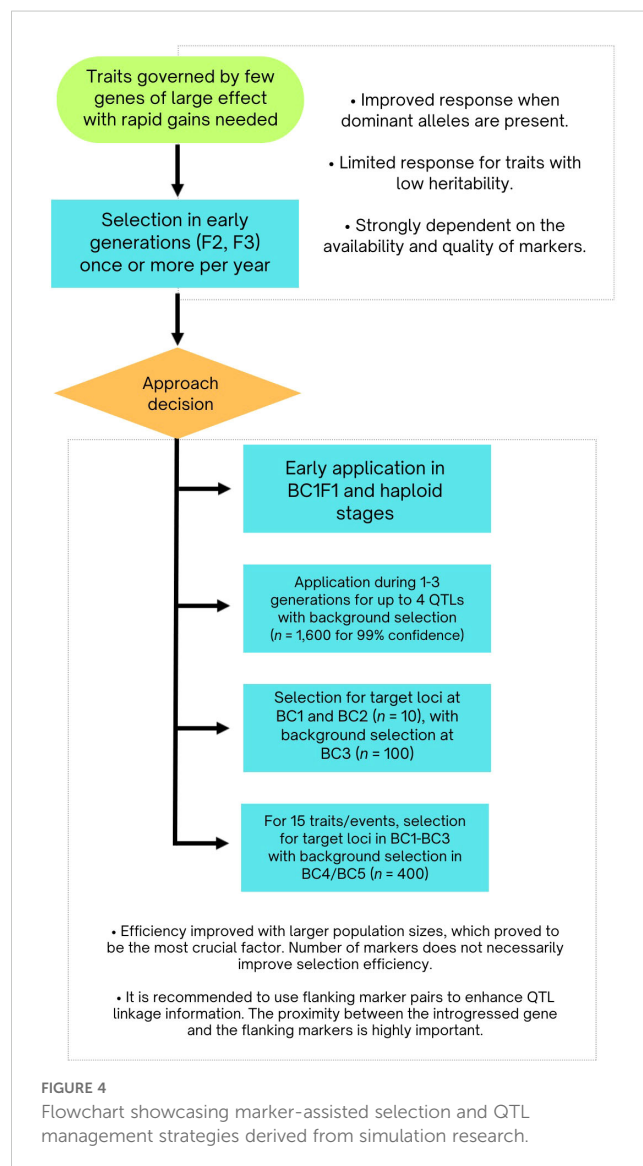 Traits governed by few
genes of large effect
with rapid gains needed
• Improved response when
dominant alleles are present.
• Limited response for traits with
low heritability.
• Strongly dependent on the
availability and quality of markers.
Selection in early
generations (F2, F3)
once or more per year
Approach
decision
Early application in
BC1F1 and haploid
stages
Application during 1-3
generations for up to 4 QTLs
with background selection
(n = 1,600 for 99% confidence)
Selection for target loci at
BC1 and BC2 (n = 10), with
background selection at
BC3 (n = 100)
For 15 traits/events, selection
for target loci in BC1-BC3
with background selection in
BC4/BC5 (n = 400)
• Efficiency improved with larger population sizes, which proved to
be the most crucial factor. Number of markers does not necessarily
improve selection efficiency.
• It is recommended to use flanking marker pairs to enhance QTL
linkage information. The proximity between the introgressed gene
and the flanking markers is highly important.
FIGURE 4
Flowchart showcasing marker-assisted selection and QTL
management strategies derived from simulation research.